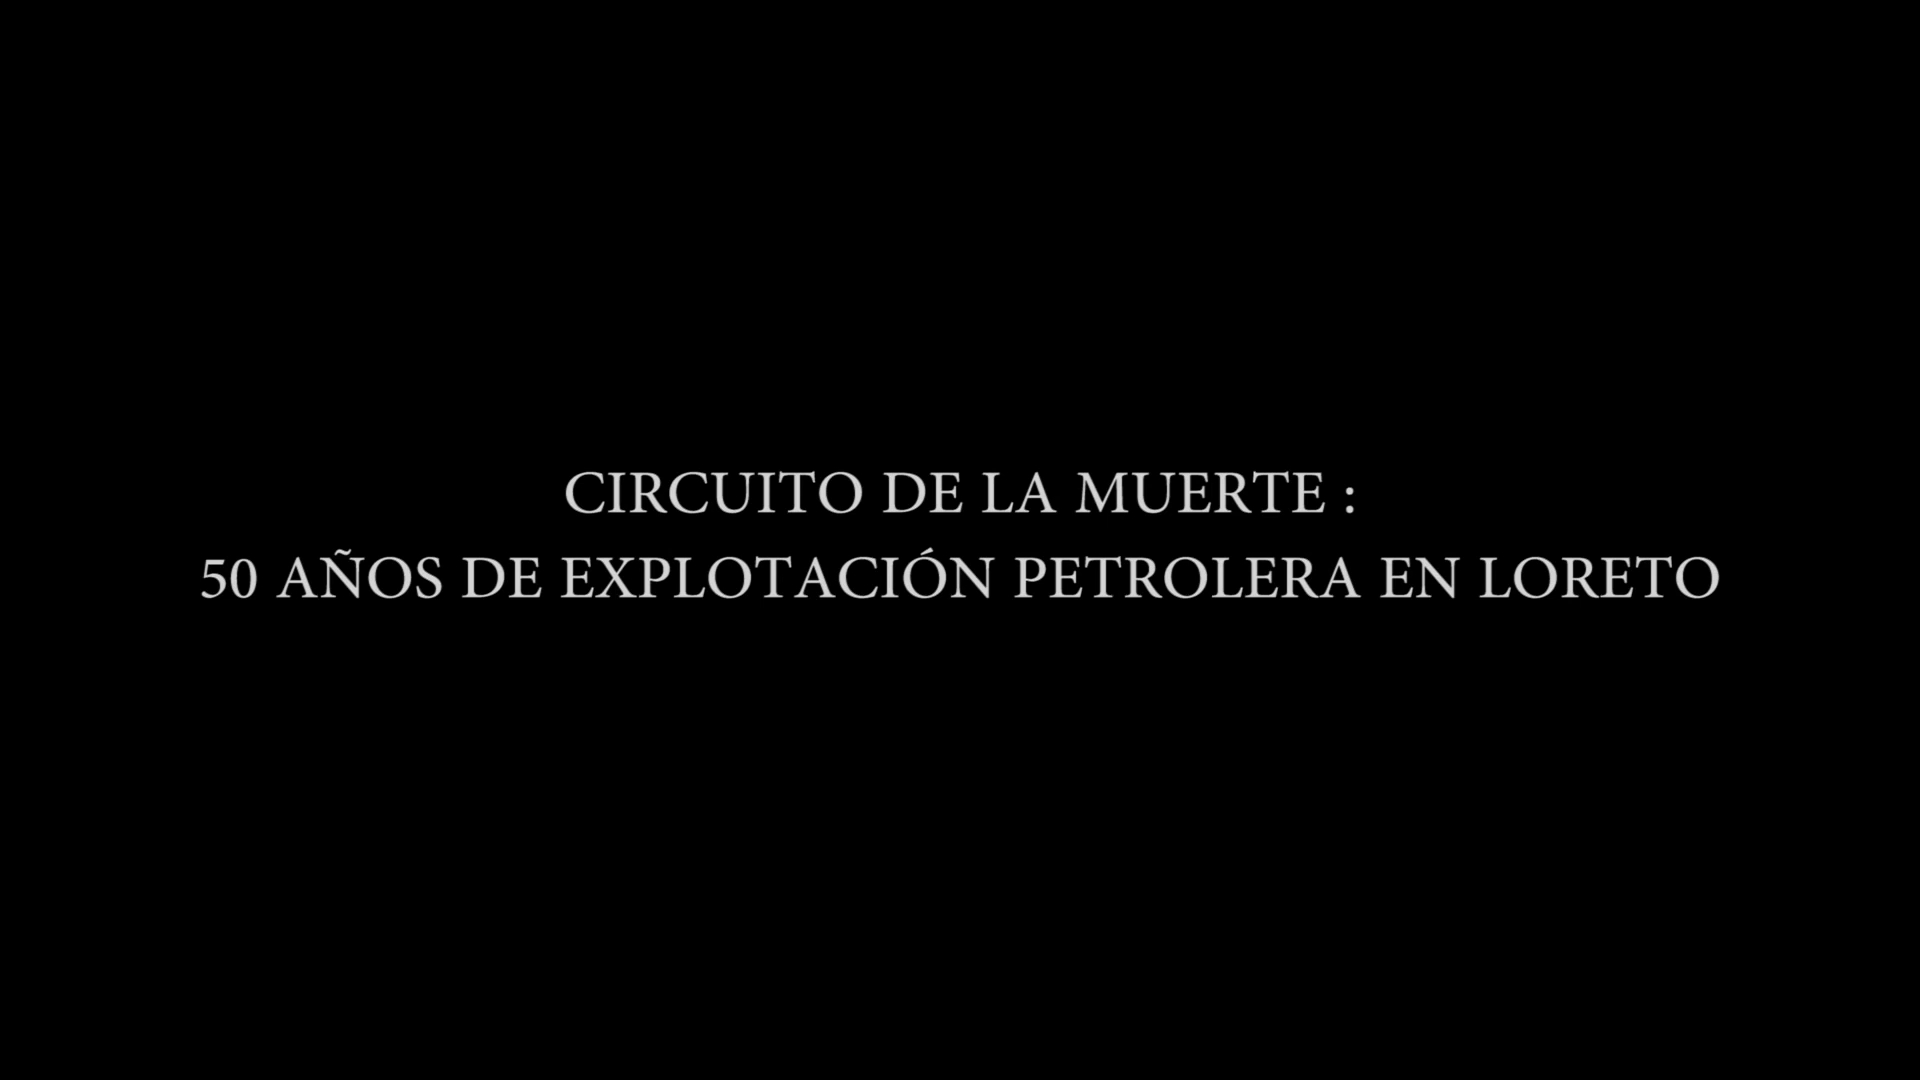 CIRCUITO DE LA MUERTE :
50 AÑOS DE EXPLOTACIÓN PETROLERA EN LORETO